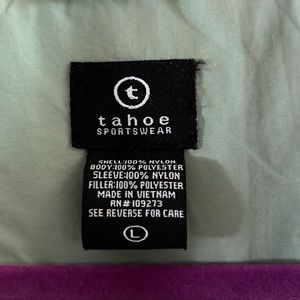 t
tahoe
SPORTSWEAR
SHELL:100% NYLON
BODY:100% POLYESTER
SLEEVE:100% NYLON
FILLER:100% POLYESTER
MADE IN VIETNAM
RN#109273
SEE REVERSE FOR CARE
L